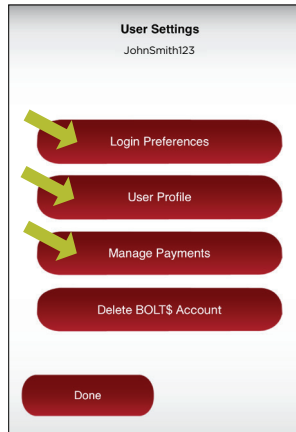 User Settings
JohnSmith123
Login Preferences
User Profile
Manage Payments
Delete BOLT$ Account
Done